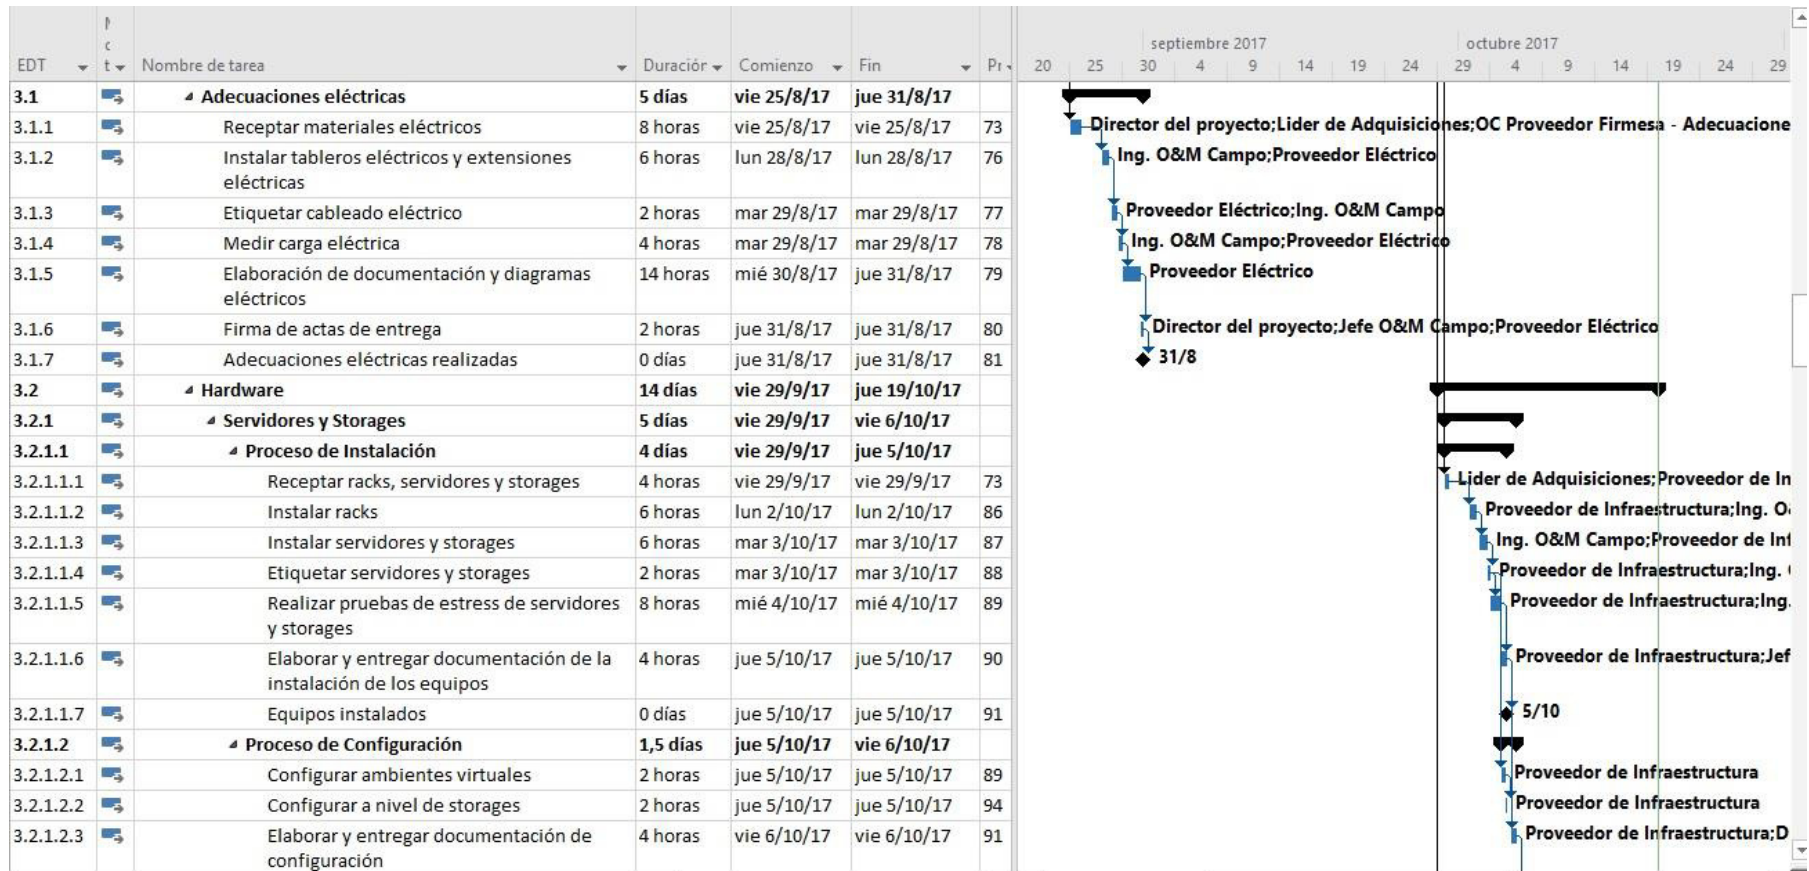 septiembre 2017 octubre 2017
EDT M Nombre de tarea Duración Comienzo Fin Pr 20 25 30 4 9 14 19 24 29 4 9 14 19 24 29
3.1 Adecuaciones eléctricas 5 días vie 25/8/17 jue 31/8/17
3.1.1 Receptar materiales eléctricos 8 horas vie 25/8/17 vie 25/8/17 73 Director del proyecto;Lider de Adquisiciones;OC Proveedor Firmesa - Adecuacione
3.1.2 Instalar tableros eléctricos y extensiones 6 horas lun 28/8/17 lun 28/8/17 76 Ing. O&M Campo;Proveedor Eléctrico
eléctricas
3.1.3 Etiquetar cableado eléctrico 2 horas mar 29/8/17 mar 29/8/17 77 Proveedor Eléctrico;Ing. O&M Campo
3.1.4 Medir carga eléctrica 4 horas mar 29/8/17 mar 29/8/17 78 Ing. O&M Campo;Proveedor Eléctrico
3.1.5 Elaboración de documentación y diagramas 14 horas mié 30/8/17 jue 31/8/17 79 Proveedor Eléctrico
eléctricos
3.1.6 Firma de actas de entrega 2 horas jue 31/8/17 jue 31/8/17 80 Director del proyecto;Jefe O&M Campo;Proveedor Eléctrico
3.1.7 Adecuaciones eléctricas realizadas 0 días jue 31/8/17 jue 31/8/17 81 31/8
3.2 Hardware 14 días vie 29/9/17 jue 19/10/17
3.2.1 Servidores y Storages 5 días vie 29/9/17 vie 6/10/17
3.2.1.1 Proceso de Instalación 4 días vie 29/9/17 jue 5/10/17
3.2.1.1.1 Receptar racks, servidores y storages 4 horas vie 29/9/17 vie 29/9/17 73 Lider de Adquisiciones;Proveedor de In
3.2.1.1.2 Instalar racks 6 horas lun 2/10/17 lun 2/10/17 86 Proveedor de Infraestructura;Ing. O
3.2.1.1.3 Instalar servidores y storages 6 horas mar 3/10/17 mar 3/10/17 87 Ing. O&M Campo;Proveedor de Inf
3.2.1.1.4 Etiquetar servidores y storages 2 horas mar 3/10/17 mar 3/10/17 88 Proveedor de Infraestructura;Ing.
3.2.1.1.5 Realizar pruebas de estress de servidores 8 horas mié 4/10/17 mié 4/10/17 89 Proveedor de Infraestructura;Ing.
y storages
3.2.1.1.6 Elaborar y entregar documentación de la 4 horas jue 5/10/17 jue 5/10/17 90 Proveedor de Infraestructura;Jef
instalación de los equipos
3.2.1.1.7 Equipos instalados 0 días jue 5/10/17 jue 5/10/17 91 5/10
3.2.1.2 Proceso de Configuración 1,5 días jue 5/10/17 vie 6/10/17
3.2.1.2.1 Configurar ambientes virtuales 2 horas jue 5/10/17 jue 5/10/17 89 Proveedor de Infraestructura
3.2.1.2.2 Configurar a nivel de storages 2 horas jue 5/10/17 jue 5/10/17 94 Proveedor de Infraestructura
3.2.1.2.3 Elaborar y entregar documentación de 4 horas vie 6/10/17 vie 6/10/17 91 Proveedor de Infraestructura;D
configuración